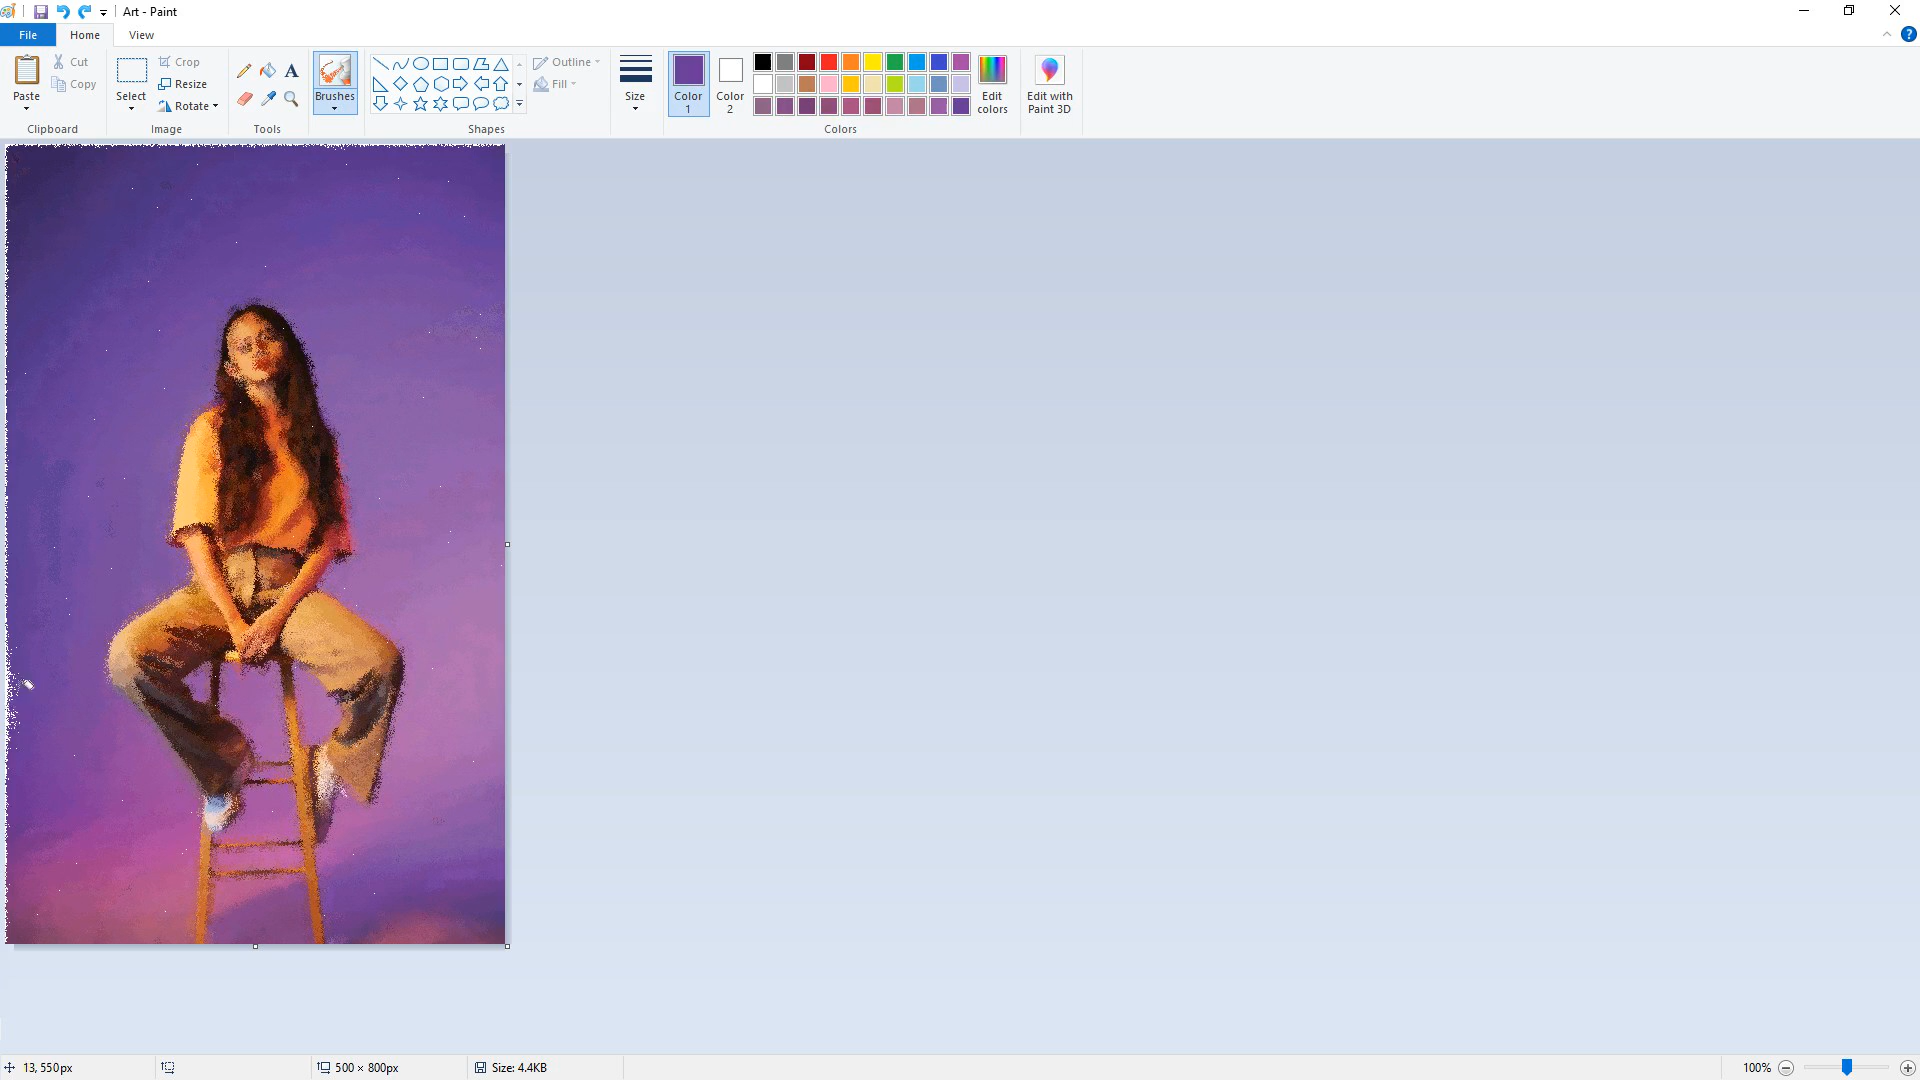 Art - Paint
File Home View
Paste Cut Copy Clipboard
Select Crop Resize Rotate Image
Tools
Brushes
Shapes Outline Fill
Size
Color 1 Color 2 Colors
Edit colors
Edit with Paint 3D
13, 550px 500 × 800px Size: 4.4KB 100%